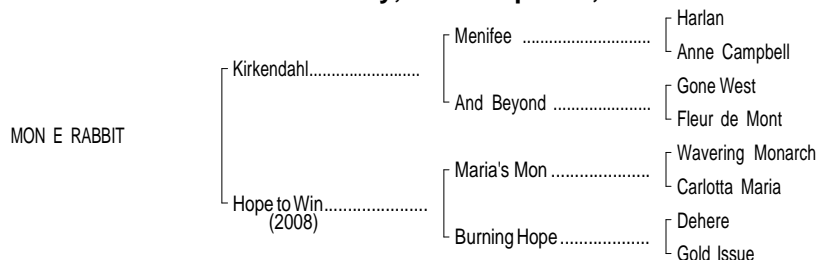 Harlan
Menifee ............................
Anne Campbell
Kirkendahl.........................
Gone West
And Beyond ......................
Fleur de Mont
MON E RABBIT
Wavering Monarch
Maria's Mon ......................
Carlotta Maria
Hope to Win.......................
(2008)
Dehere
Burning Hope ....................
Gold Issue